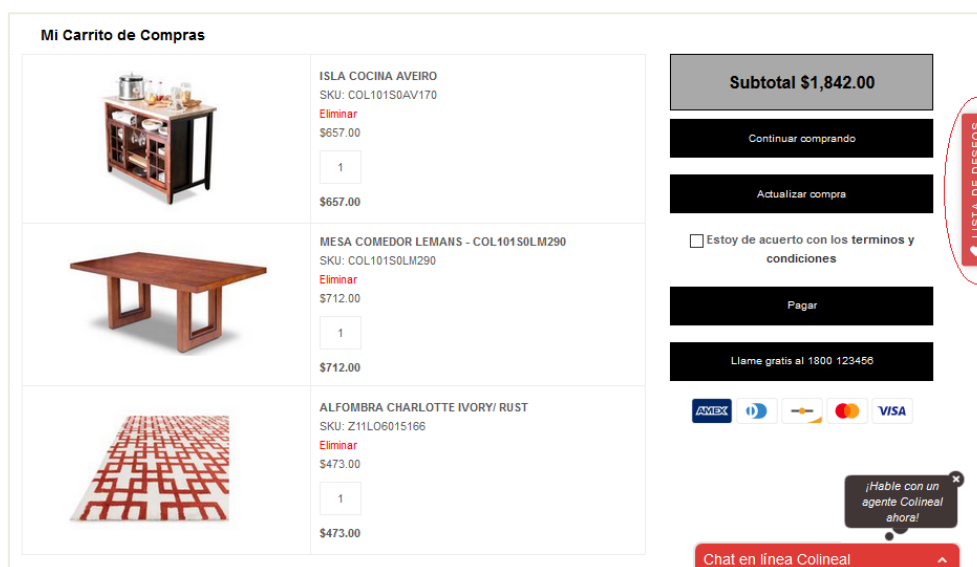 Mi Carrito de Compras
ISLA COCINA AVEIRO
SKU: COL101S0AV170
Eliminar
$657.00
1
$657.00
MESA COMEDOR LEMANS - COL101S0LM290
SKU: COL101S0LM290
Eliminar
$712.00
1
$712.00
ALFOMBRA CHARLOTTE IVORY/ RUST
SKU: Z11LO6015166
Eliminar
$473.00
1
$473.00
Subtotal $1,842.00
Continuar comprando
Actualizar compra
Estoy de acuerto con los terminos y
condiciones
Pagar
Llame gratis al 1800 123456
AMEX
VISA
LISTA DE DESEOS
¡Hable con un
agente Colineal
ahora!
Chat en línea Colineal